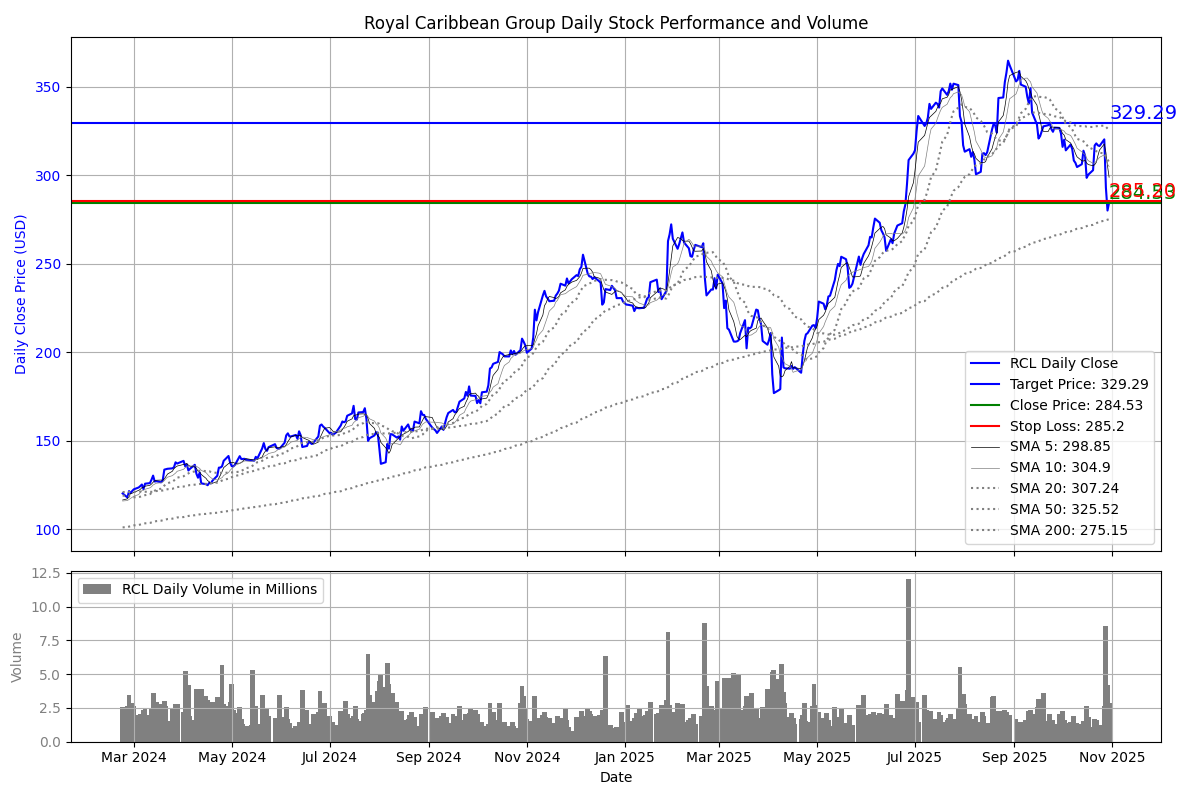 Royal Caribbean Group Daily Stock Performance and Volume
Daily Close Price (USD)
350
300
250
200
150
100
329.29
285.20
284.53
RCL Daily Close
Target Price: 329.29
Close Price: 284.53
Stop Loss: 285.2
SMA 5: 298.85
SMA 10: 304.9
SMA 20: 307.24
SMA 50: 325.52
SMA 200: 275.15
Volume
12.5
10.0
7.5
5.0
2.5
0.0
RCL Daily Volume in Millions
Mar 2024 May 2024 Jul 2024 Sep 2024 Nov 2024 Jan 2025 Mar 2025 May 2025 Jul 2025 Sep 2025 Nov 2025
Date